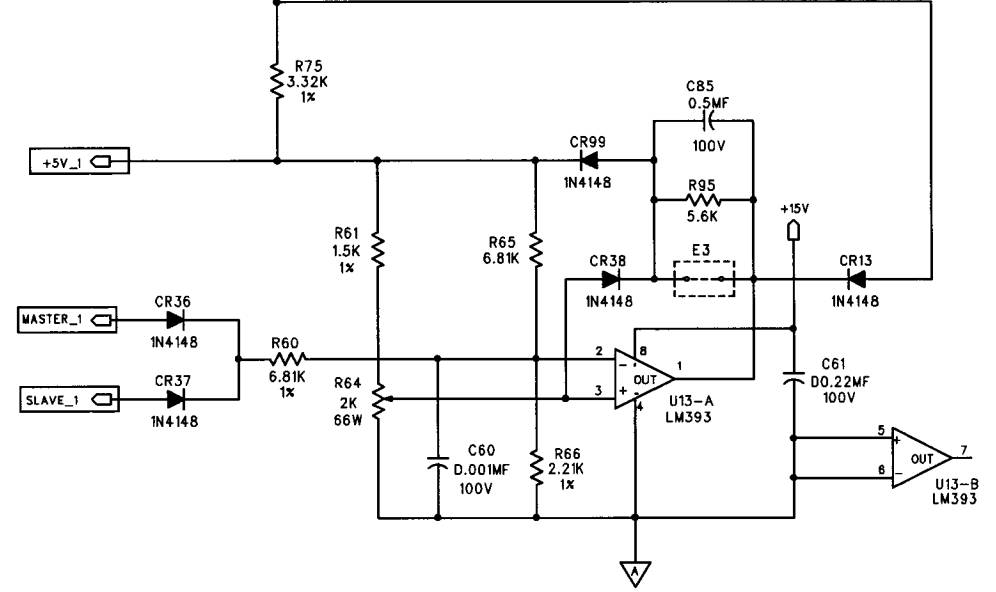 R75
3.32K
1%
C85
0.5MF
100V
+5V_1
CR99
1N4148
R95
5.6K
+15V
R61
1.5K
1%
R65
6.81K
E3
CR38
1N4148
CR13
1N4148
MASTER_1
CR36
1N4148
R60
6.81K
1%
2
8
1
- -
OUT
+ -
3
4
U13-A
LM393
C61
D0.22MF
100V
SLAVE_1
CR37
1N4148
R64
2K
66W
C60
D.001MF
100V
R66
2.21K
1%
5
+
OUT
7
6
-
U13-B
LM393
A